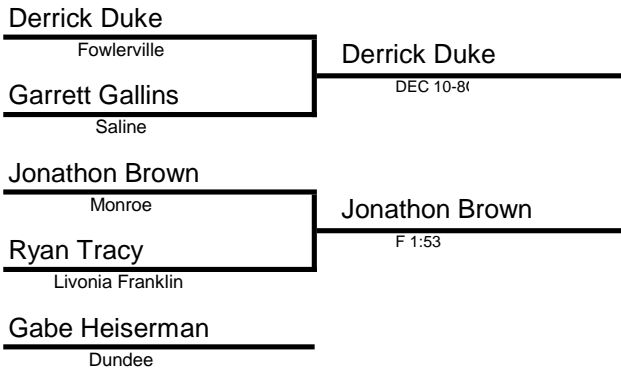 Derrick Duke
Fowlerville
Derrick Duke
DEC 10-8
Garrett Gallins
Saline
Jonathon Brown
Monroe
Jonathon Brown
F 1:53
Ryan Tracy
Livonia Franklin
Gabe Heiserman
Dundee